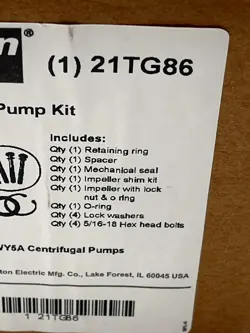 n®
(1) 21TG86
Pump Kit
Includes:
Qty (1) Retaining ring
Qty (1) Spacer
Qty (1) Mechanical seal
Qty (1) Impeller shim kit
Qty (1) Impeller with lock
nut & o ring
Qty (1) O-ring
Qty (4) Lock washers
Qty (4) 5/16-18 Hex head bolts
WY5A Centrifugal Pumps
ton Electric Mfg. Co., Lake Forest, IL 60045 USA
1 21TG86